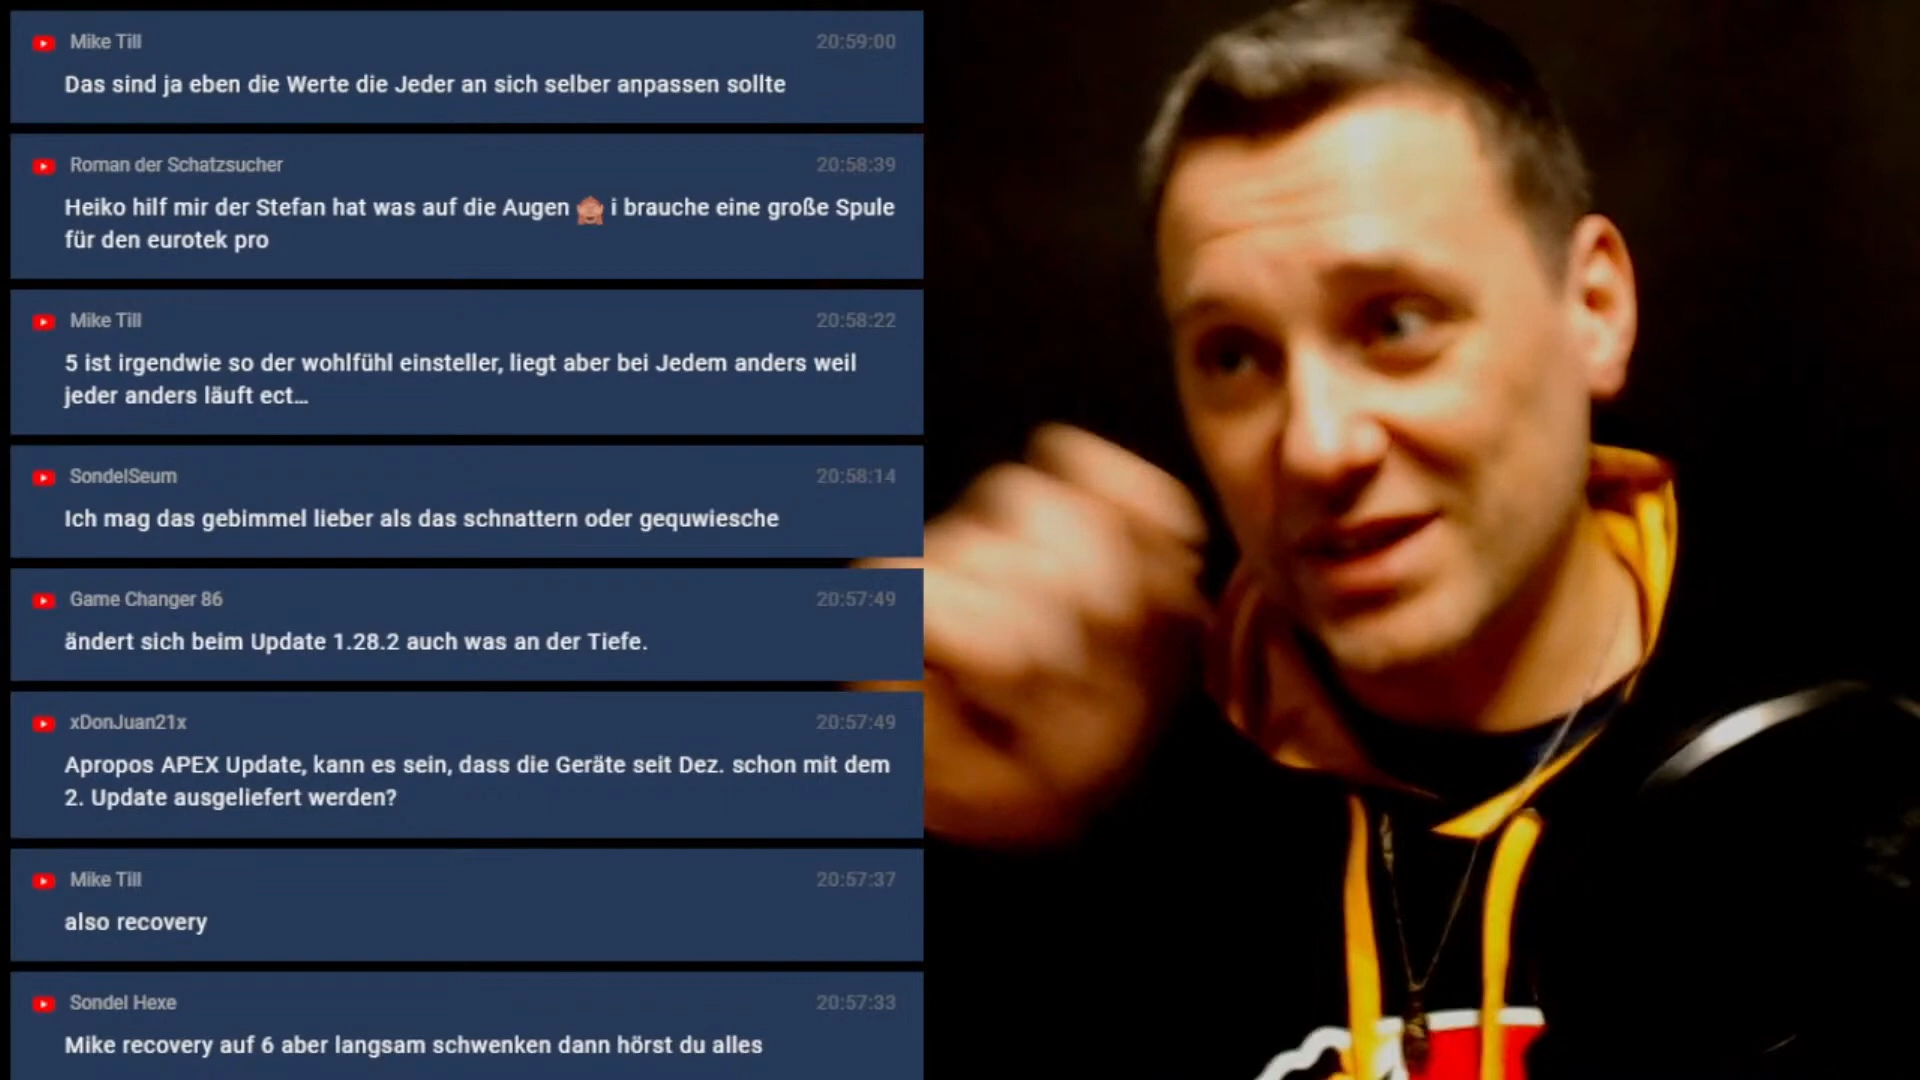 Mike Till 20:59:00
Das sind ja eben die Werte die Jeder an sich selber anpassen sollte
Roman der Schatzsucher 20:58:39
Heiko hilf mir der Stefan hat was auf die Augen 🙈 i brauche eine große Spule
für den eurotek pro
Mike Till 20:58:22
5 ist irgendwie so der wohlfühl einsteller, liegt aber bei Jedem anders weil
jeder anders läuft ect...
SondelSeum 20:58:14
Ich mag das gebimmel lieber als das schnattern oder gequwiesche
Game Changer 86 20:57:49
ändert sich beim Update 1.28.2 auch was an der Tiefe.
xDonJuan21x 20:57:49
Apropos APEX Update, kann es sein, dass die Geräte seit Dez. schon mit dem
2. Update ausgeliefert werden?
Mike Till 20:57:37
also recovery
Sondel Hexe 20:57:33
Mike recovery auf 6 aber langsam schwenken dann hörst du alles